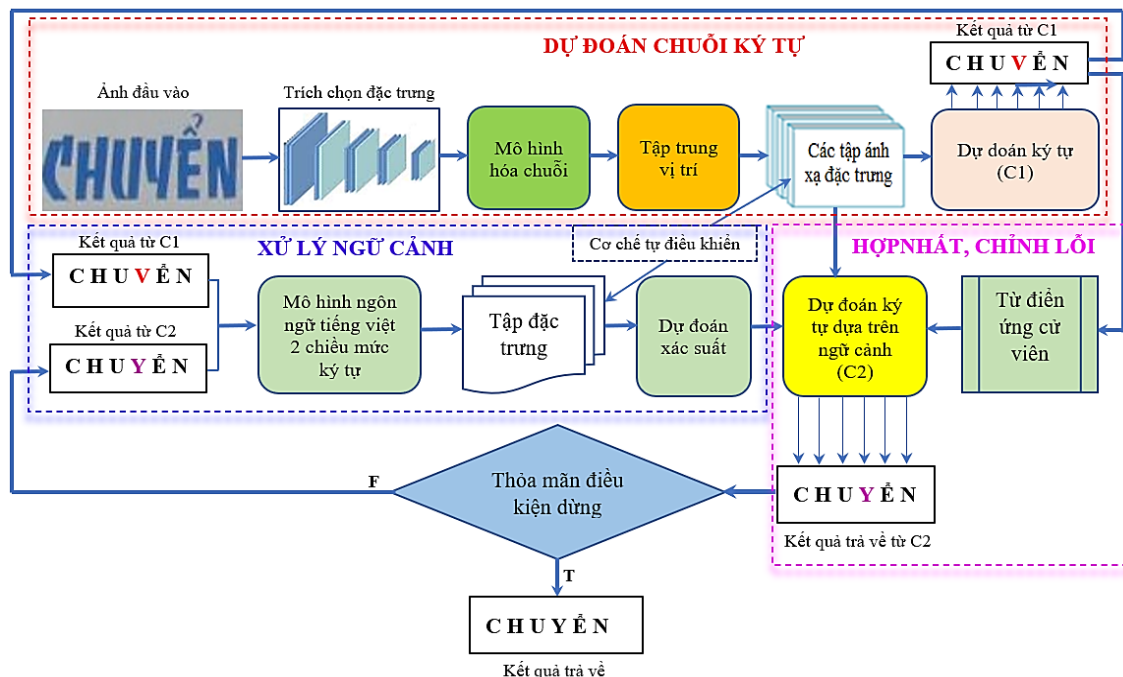 DỰ ĐOÁN CHUỖI KÝ TỰ
Kết quả từ C1
C H U V Ể N
Ảnh đầu vào
CHUYỂN
Trích chọn đặc trưng
Mô hình
hóa chuỗi
Tập trung
vị trí
Các tập ánh
xạ đặc trưng
Dự doán ký tự
(C1)
XỬ LÝ NGỮ CẢNH
Cơ chế tự điều khiển
HỢPNHẤT, CHỈNH LỖI
Kết quả từ C1
C H U V Ể N
Kết quả từ C2
C H U Y Ể N
Mô hình ngôn
ngữ tiếng việt
2 chiều mức
ký tự
Tập đặc
trưng
Dự đoán
xác suất
Dự đoán ký
tự dựa trên
ngữ cảnh
(C2)
Từ điển
ứng cử
viên
F
Thỏa mãn điều
kiện dừng
C H U Y Ể N
Kết quả trả về từ C2
T
C H U Y Ể N
Kết quả trả về